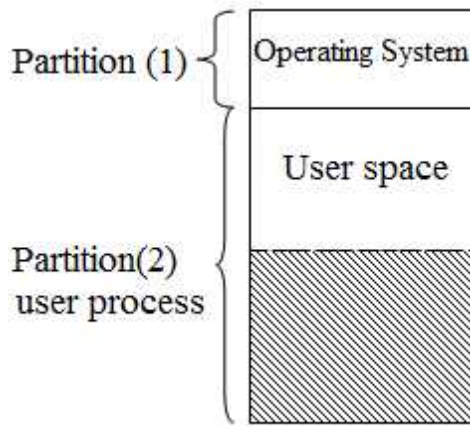 Partition (1)
Operating System
User space
Partition(2)
user process